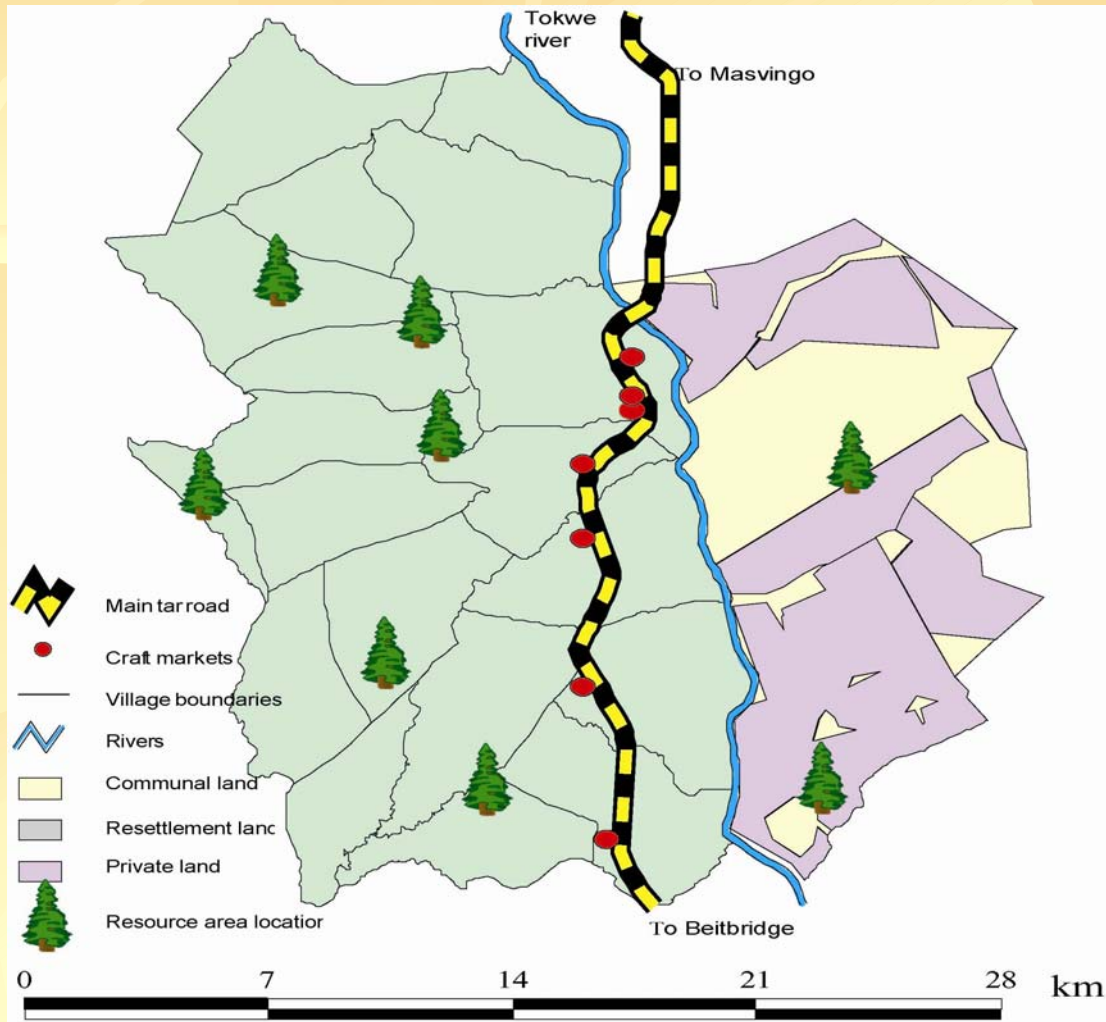 Tokwe
river
To Masvingo
Main tar road
Craft markets
Village boundaries
Rivers
Communal land
Resettlement land
Private land
Resource area locatior
To Beitbridge
0 7 14 21 28 km